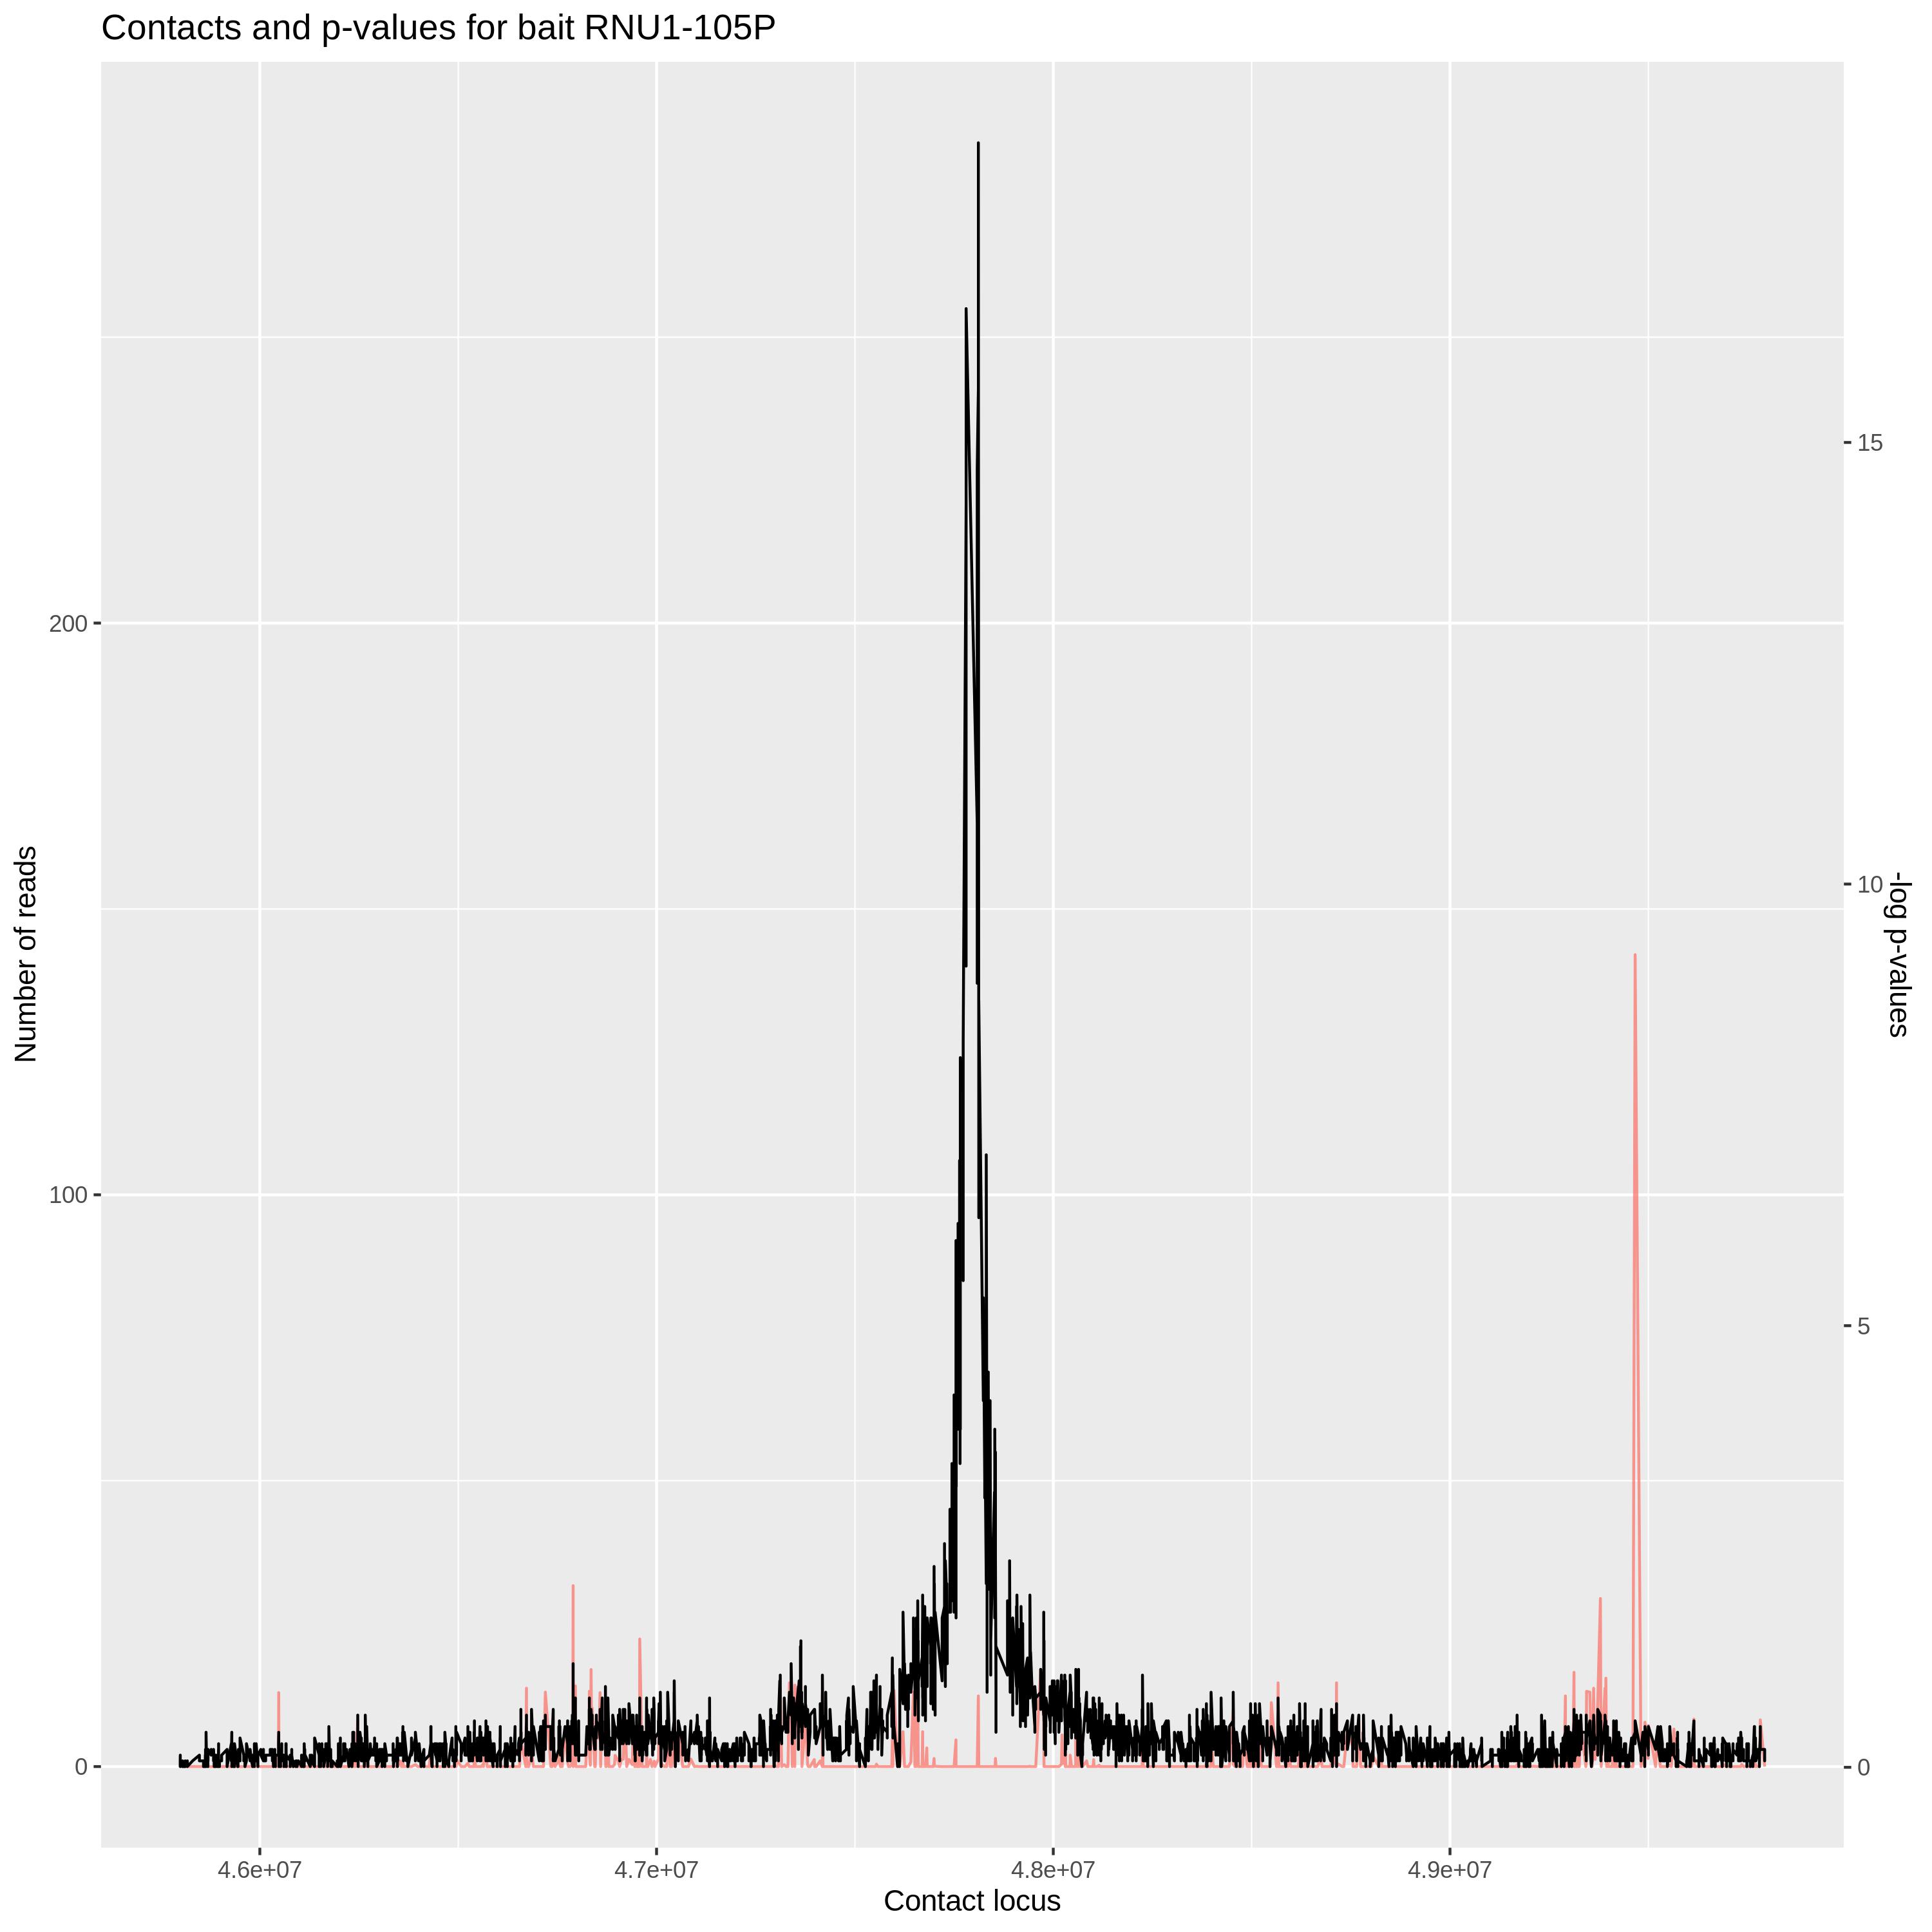 Contacts and p-values for bait RNU1-105P
Number of reads
200
100
0
15
10
5
0
-log p-values
4.6e+07
4.7e+07
4.8e+07
4.9e+07
Contact locus